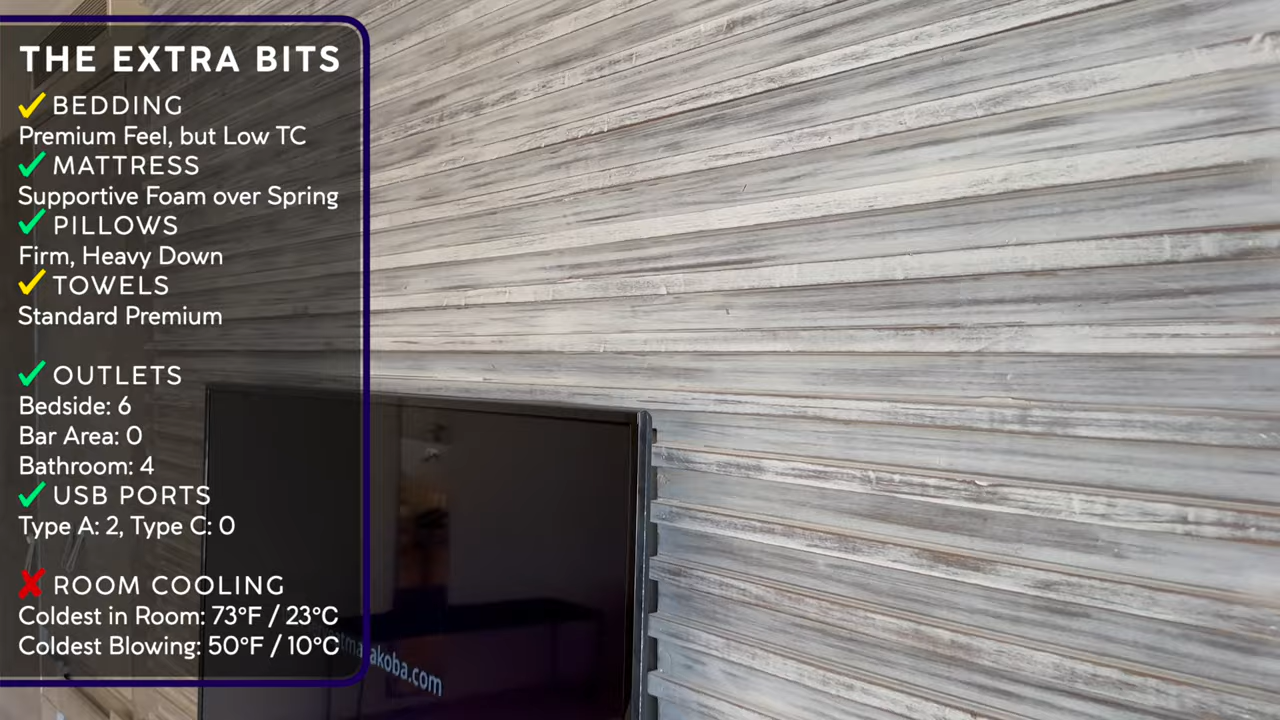 THE EXTRA BITS
BEDDING
Premium Feel, but Low TC
MATTRESS
Supportive Foam over Spring
PILLOWS
Firm, Heavy Down
TOWELS
Standard Premium
OUTLETS
Bedside: 6
Bar Area: 0
Bathroom: 4
USB PORTS
Type A: 2, Type C: 0
ROOM COOLING
Coldest in Room: 73°F / 23°C
Coldest Blowing: 50°F / 10°C